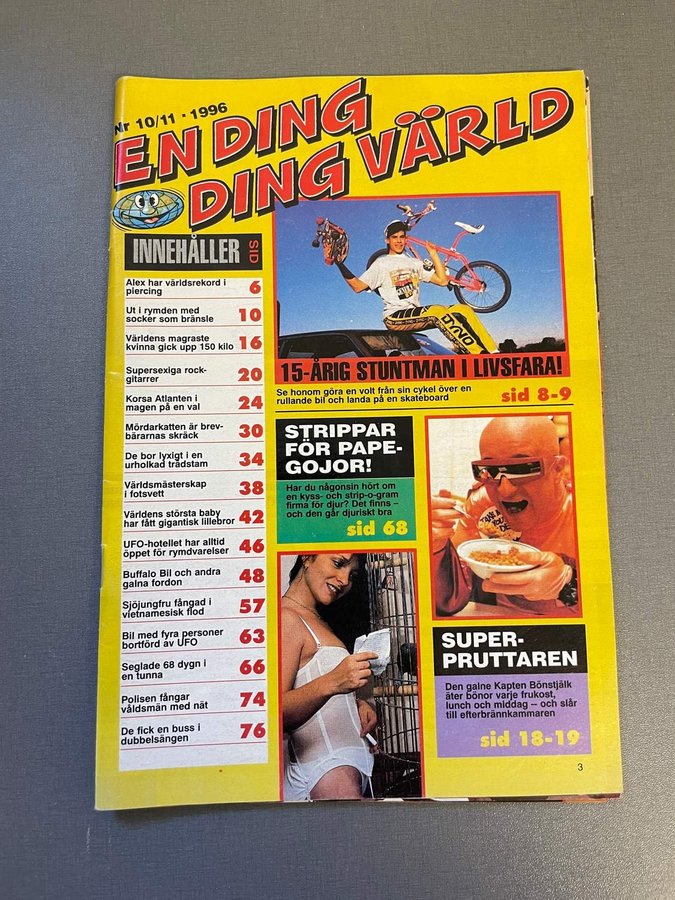 Nr 10/11 · 1996
EN DING
DING VÄRLD
INNEHÅLLER SID
Alex har världsrekord i
piercing 6
Ut i rymden med
socker som bränsle 10
Världens magraste
kvinna gick upp 150 kilo 16
Supersexiga rock-
gitarrer 20
Korsa Atlanten i
magen på en val 24
Mördarkatten är brev-
bärarnas skräck 30
De bor lyxigt i en
urholkad trädstam 34
Världsmästerskap
i fotsvett 38
Världens största baby
har fått gigantisk lillebror 42
UFO-hotellet har alltid
öppet för rymdvarelser 46
Buffalo Bil och andra
galna fordon 48
Sjöjungfru fångad i
vietnamesisk flod 57
Bil med fyra personer
bortförd av UFO 63
Seglade 68 dygn i
en tunna 66
Polisen fångar
våldsmän med nät 74
De fick en buss i
dubbelsängen 76
DYNO
15-ÅRIG STUNTMAN I LIVSFARA!
Se honom göra en volt från sin cykel över en
rullande bil och landa på en skateboard
sid 8-9
STRIPPAR
FÖR PAPE-
GOJOR!
Har du någonsin hört om
en kyss- och strip-o-gram
firma för djur? Det finns –
och den går djuriskt bra
sid 68
SUPER-
PRUTTAREN
Den galne Kapten Bönstjälk
äter bönor varje frukost,
lunch och middag – och slår
till efterbrännkammaren
sid 18-19
3